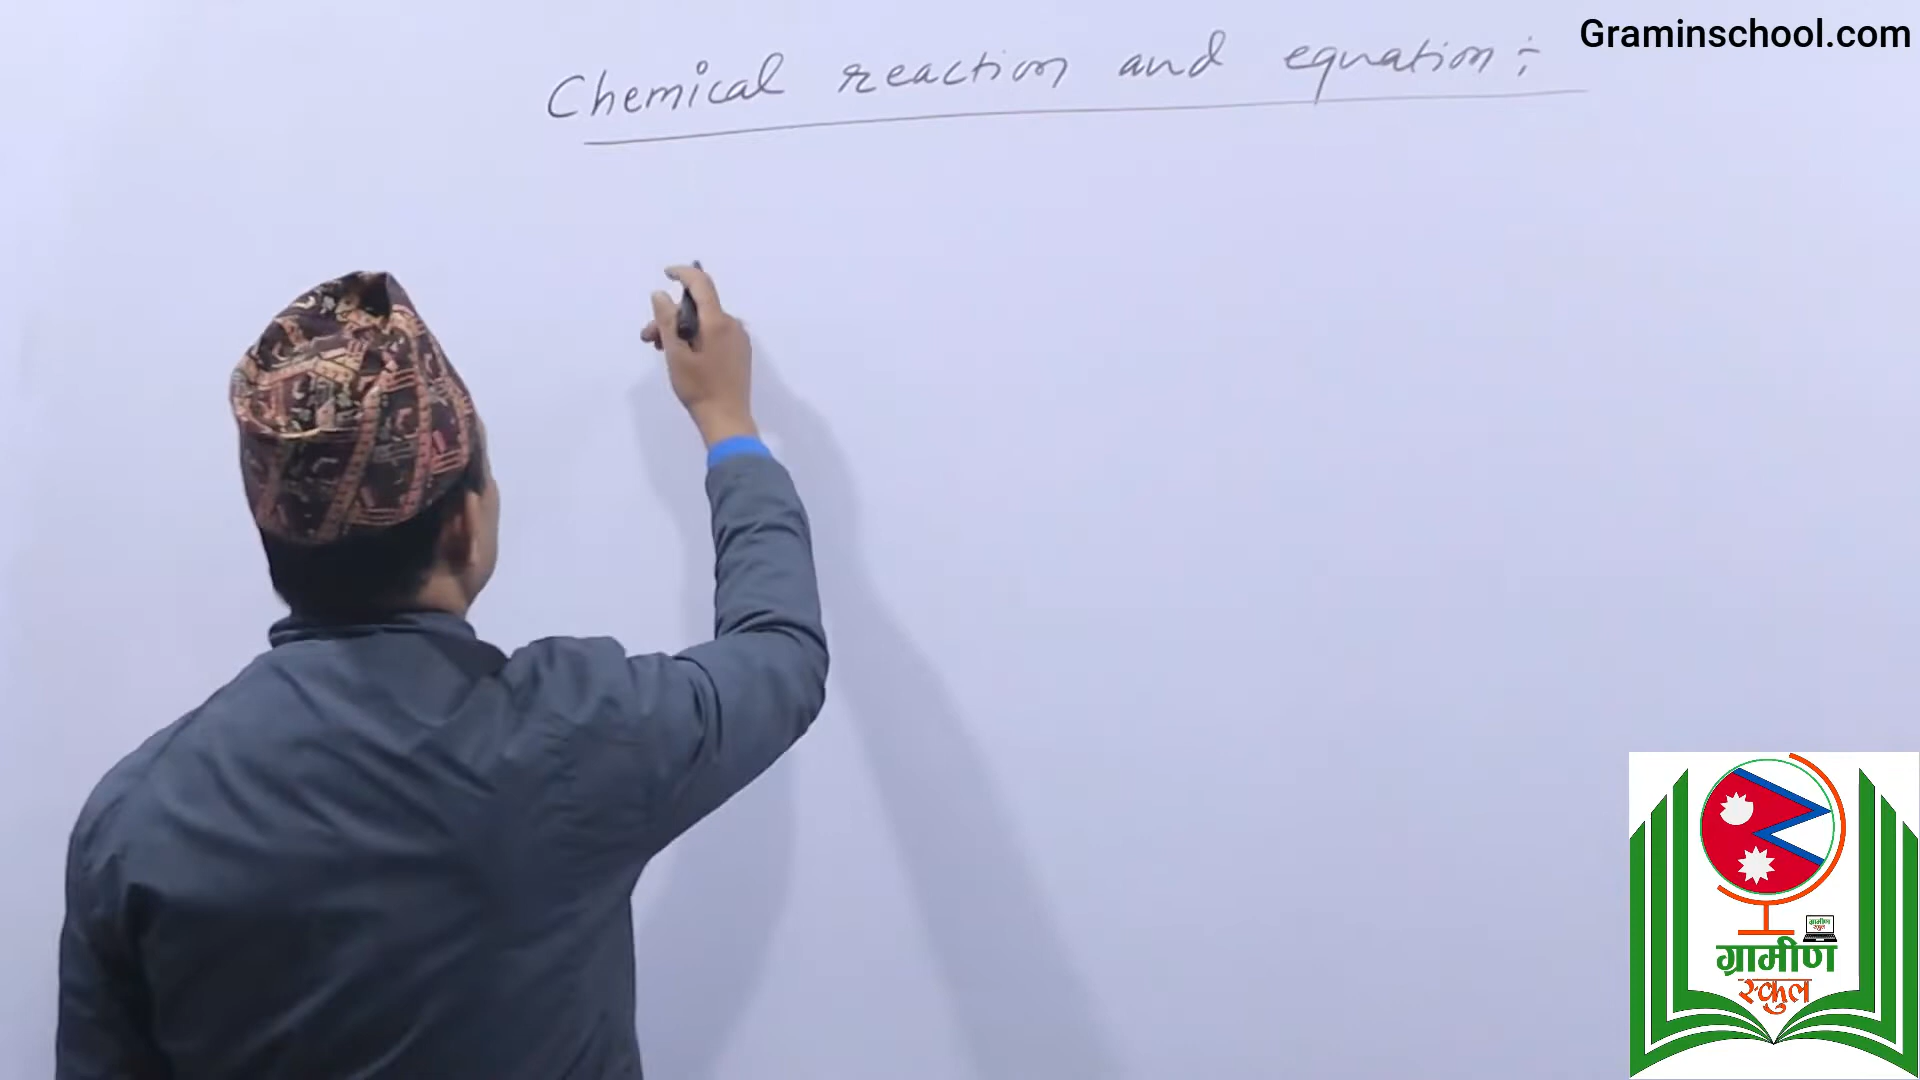 Graminschool.com
Chemical reaction and equation :-
ग्रामीण
स्कुल